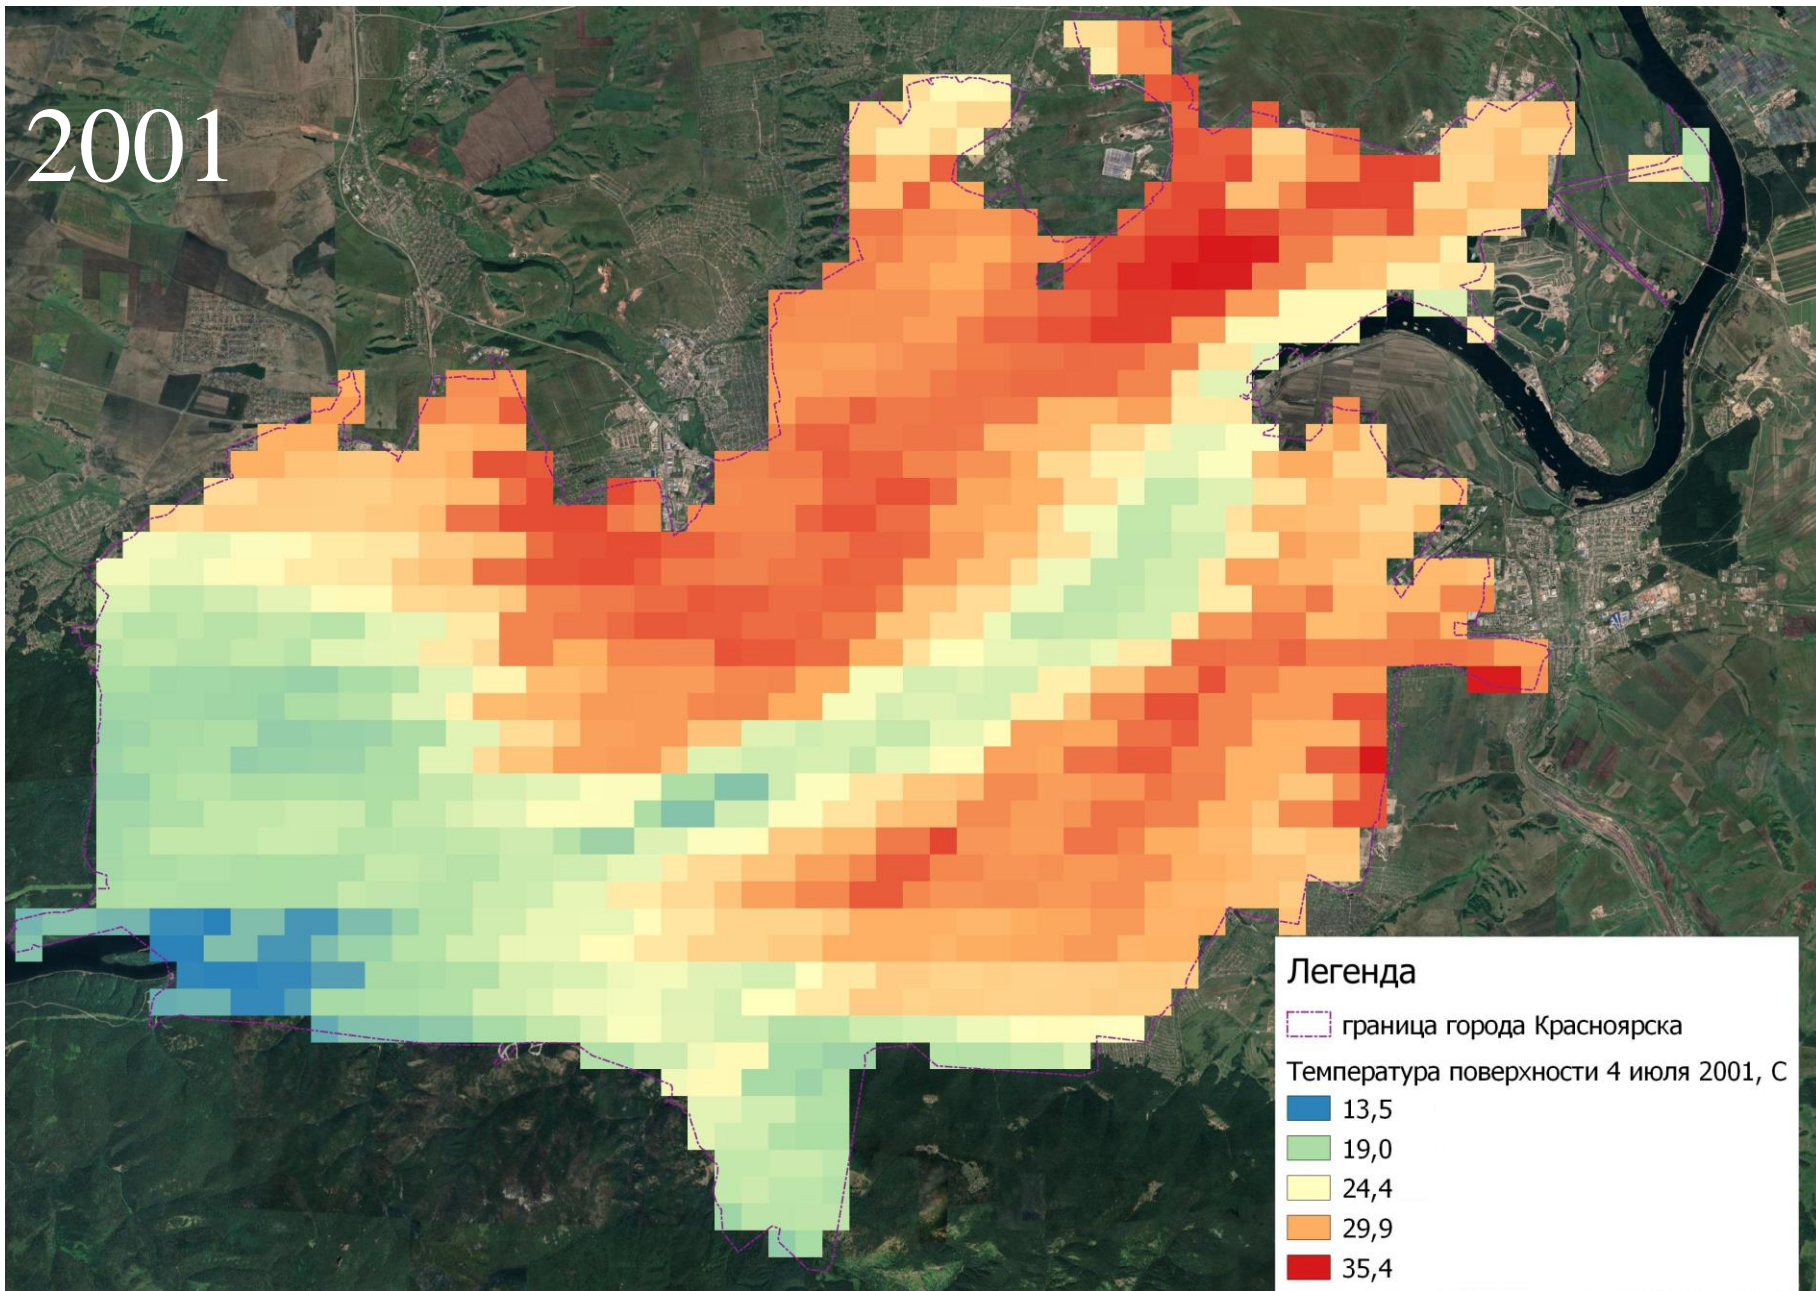 2001
Легенда
граница города Красноярска
Температура поверхности 4 июля 2001, С
13,5
19,0
24,4
29,9
35,4